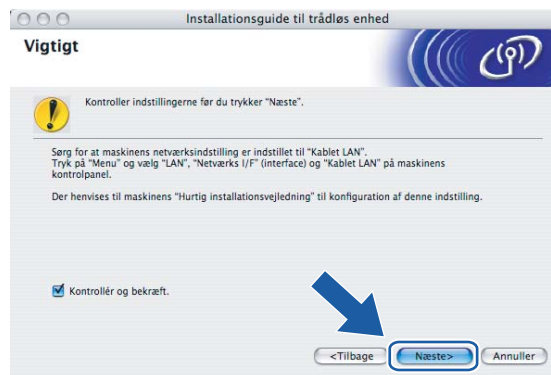 Installationsguide til trådløs enhed
Vigtigt
Kontroller indstillingerne før du trykker "Næste".
Sørg for at maskinens netværksindstilling er indstillet til "Kablet LAN".
Tryk på "Menu" og vælg "LAN", "Netværks I/F" (interface) og "Kablet LAN" på maskinens
kontrolpanel.
Der henvises til maskinens "Hurtig installationsvejledning" til konfiguration af denne indstilling.
Kontrollér og bekræft.
<Tilbage Næste> Annuller